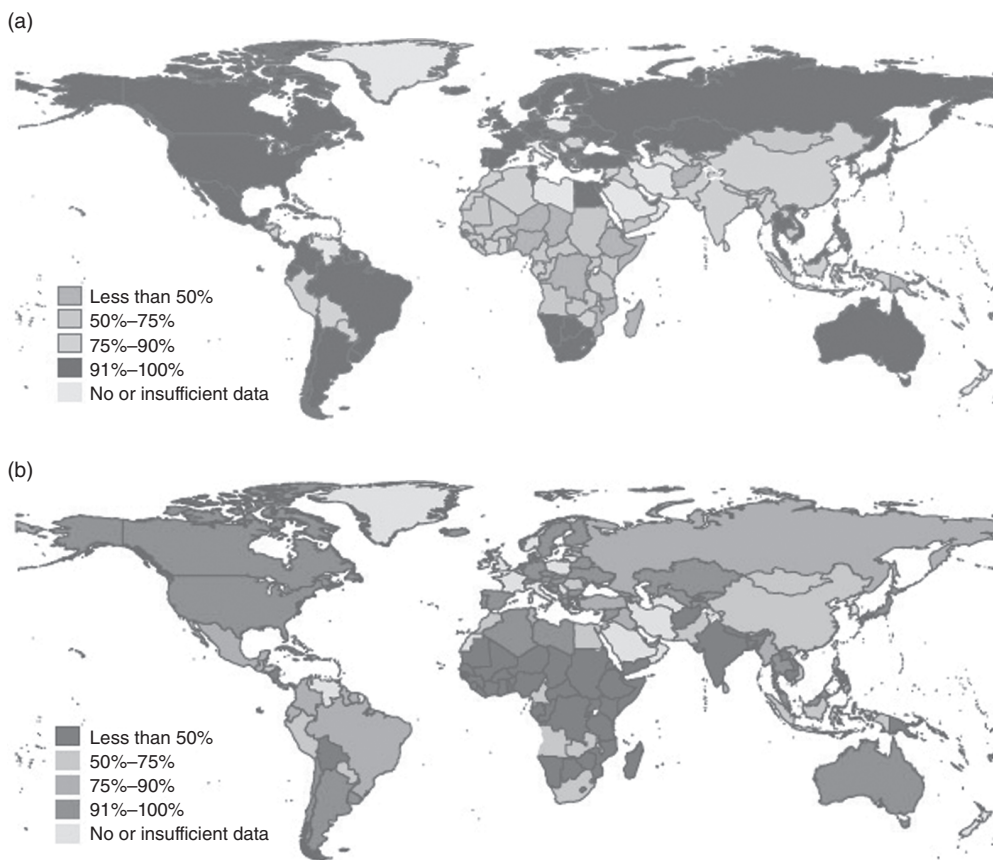 (a)
Less than 50%
50%–75%
75%–90%
91%–100%
No or insufficient data
(b)
Less than 50%
50%–75%
75%–90%
91%–100%
No or insufficient data